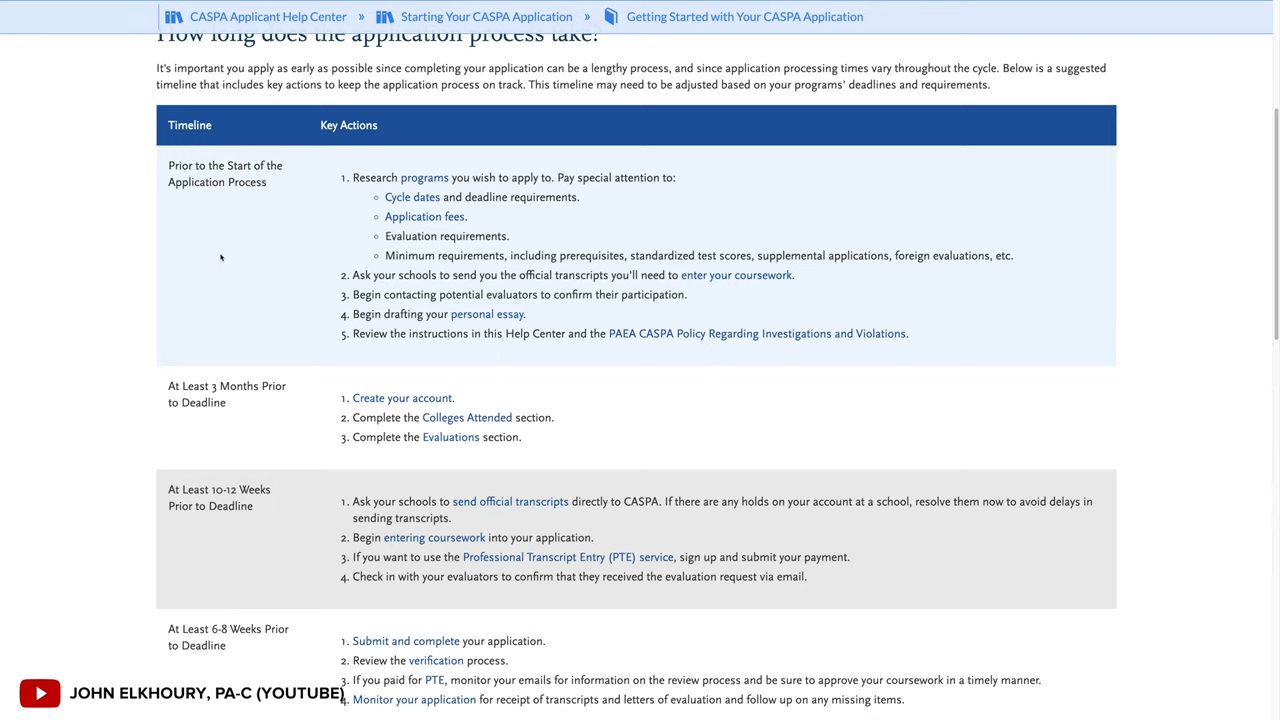 CASPA Applicant Help Center » Starting Your CASPA Application » Getting Started with Your CASPA Application
How long does the application process take?
It's important you apply as early as possible since completing your application can be a lengthy process, and since application processing times vary throughout the cycle. Below is a suggested
timeline that includes key actions to keep the application process on track. This timeline may need to be adjusted based on your programs' deadlines and requirements.
Timeline
Key Actions
Prior to the Start of the
Application Process
1. Research programs you wish to apply to. Pay special attention to:
◦ Cycle dates and deadline requirements.
◦ Application fees.
◦ Evaluation requirements.
◦ Minimum requirements, including prerequisites, standardized test scores, supplemental applications, foreign evaluations, etc.
2. Ask your schools to send you the official transcripts you'll need to enter your coursework.
3. Begin contacting potential evaluators to confirm their participation.
4. Begin drafting your personal essay.
5. Review the instructions in this Help Center and the PAEA CASPA Policy Regarding Investigations and Violations.
At Least 3 Months Prior
to Deadline
1. Create your account.
2. Complete the Colleges Attended section.
3. Complete the Evaluations section.
At Least 10-12 Weeks
Prior to Deadline
1. Ask your schools to send official transcripts directly to CASPA. If there are any holds on your account at a school, resolve them now to avoid delays in
sending transcripts.
2. Begin entering coursework into your application.
3. If you want to use the Professional Transcript Entry (PTE) service, sign up and submit your payment.
4. Check in with your evaluators to confirm that they received the evaluation request via email.
At Least 6-8 Weeks Prior
to Deadline
1. Submit and complete your application.
2. Review the verification process.
3. If you paid for PTE, monitor your emails for information on the review process and be sure to approve your coursework in a timely manner.
4. Monitor your application for receipt of transcripts and letters of evaluation and follow up on any missing items.
JOHN ELKHOURY, PA-C (YOUTUBE)